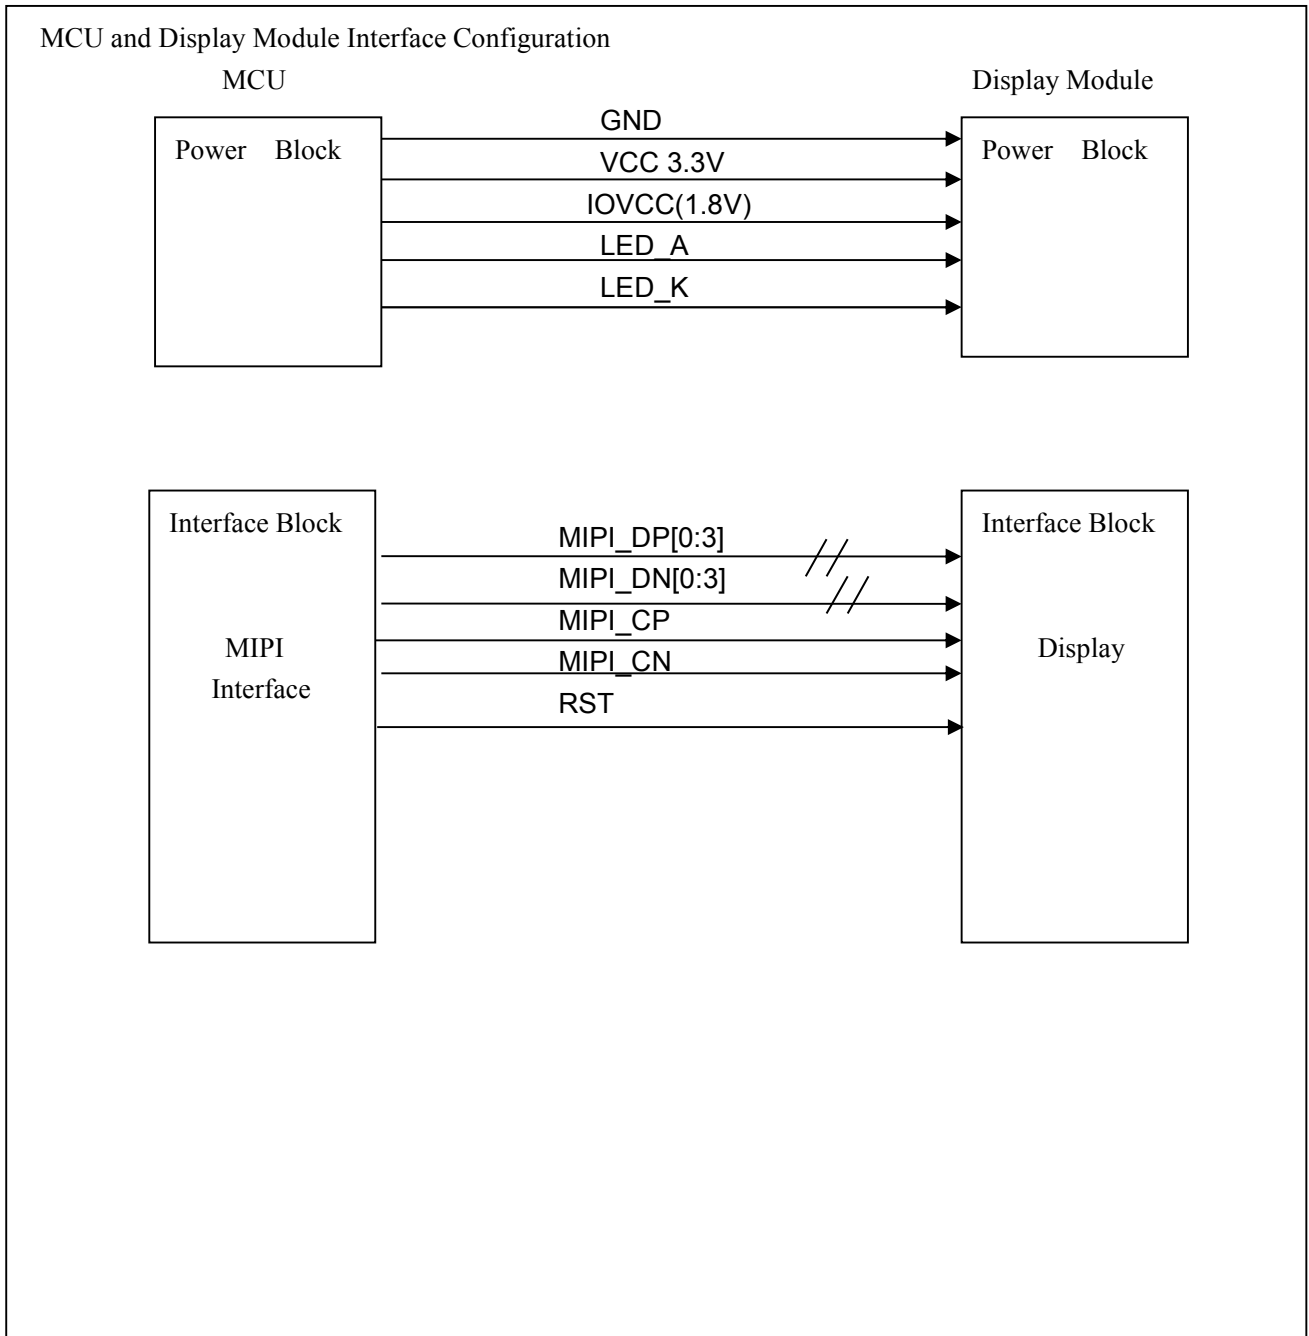 MCU and Display Module Interface Configuration
MCU
Display Module
Power Block
GND
VCC 3.3V
IOVCC(1.8V)
LED_A
LED_K
Power Block
Interface Block
MIPI
Interface
MIPI_DP[0:3]
MIPI_DN[0:3]
MIPI_CP
MIPI_CN
RST
Interface Block
Display